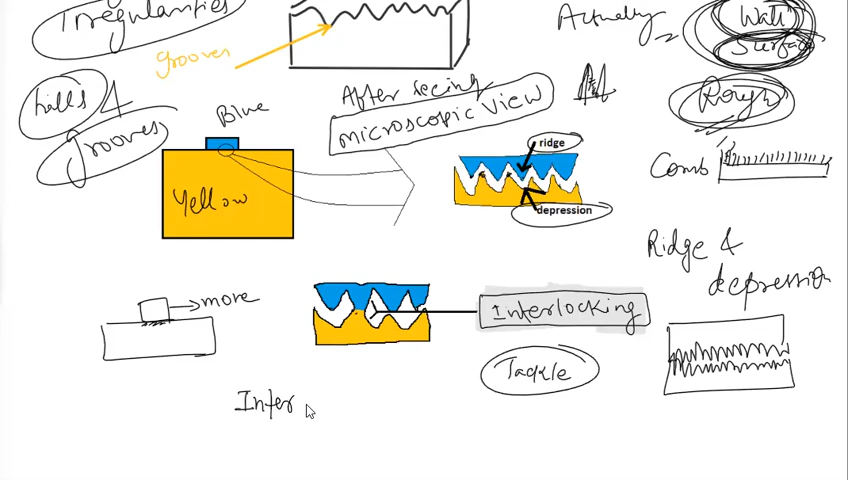 Irregularities
grooves
Actually
Wall
Surface
Hills &
grooves
Blue
After seeing
microscopic view
Rough
ridge
Comb
Yellow
depression
Ridge &
depression
move
Interlocking
Tackle
Inter